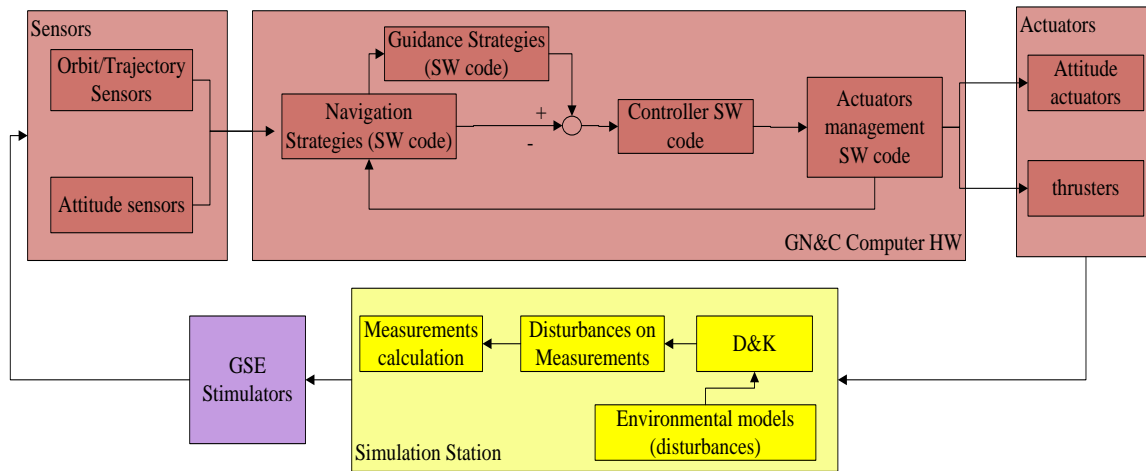 Sensors
Orbit/Trajectory
Sensors
Attitude sensors
Guidance Strategies
(SW code)
Navigation
Strategies (SW code)
+
-
Controller SW
code
Actuators
management
SW code
GN&C Computer HW
Actuators
Attitude
actuators
thrusters
GSE
Stimulators
Measurements
calculation
Disturbances on
Measurements
D&K
Environmental models
(disturbances)
Simulation Station